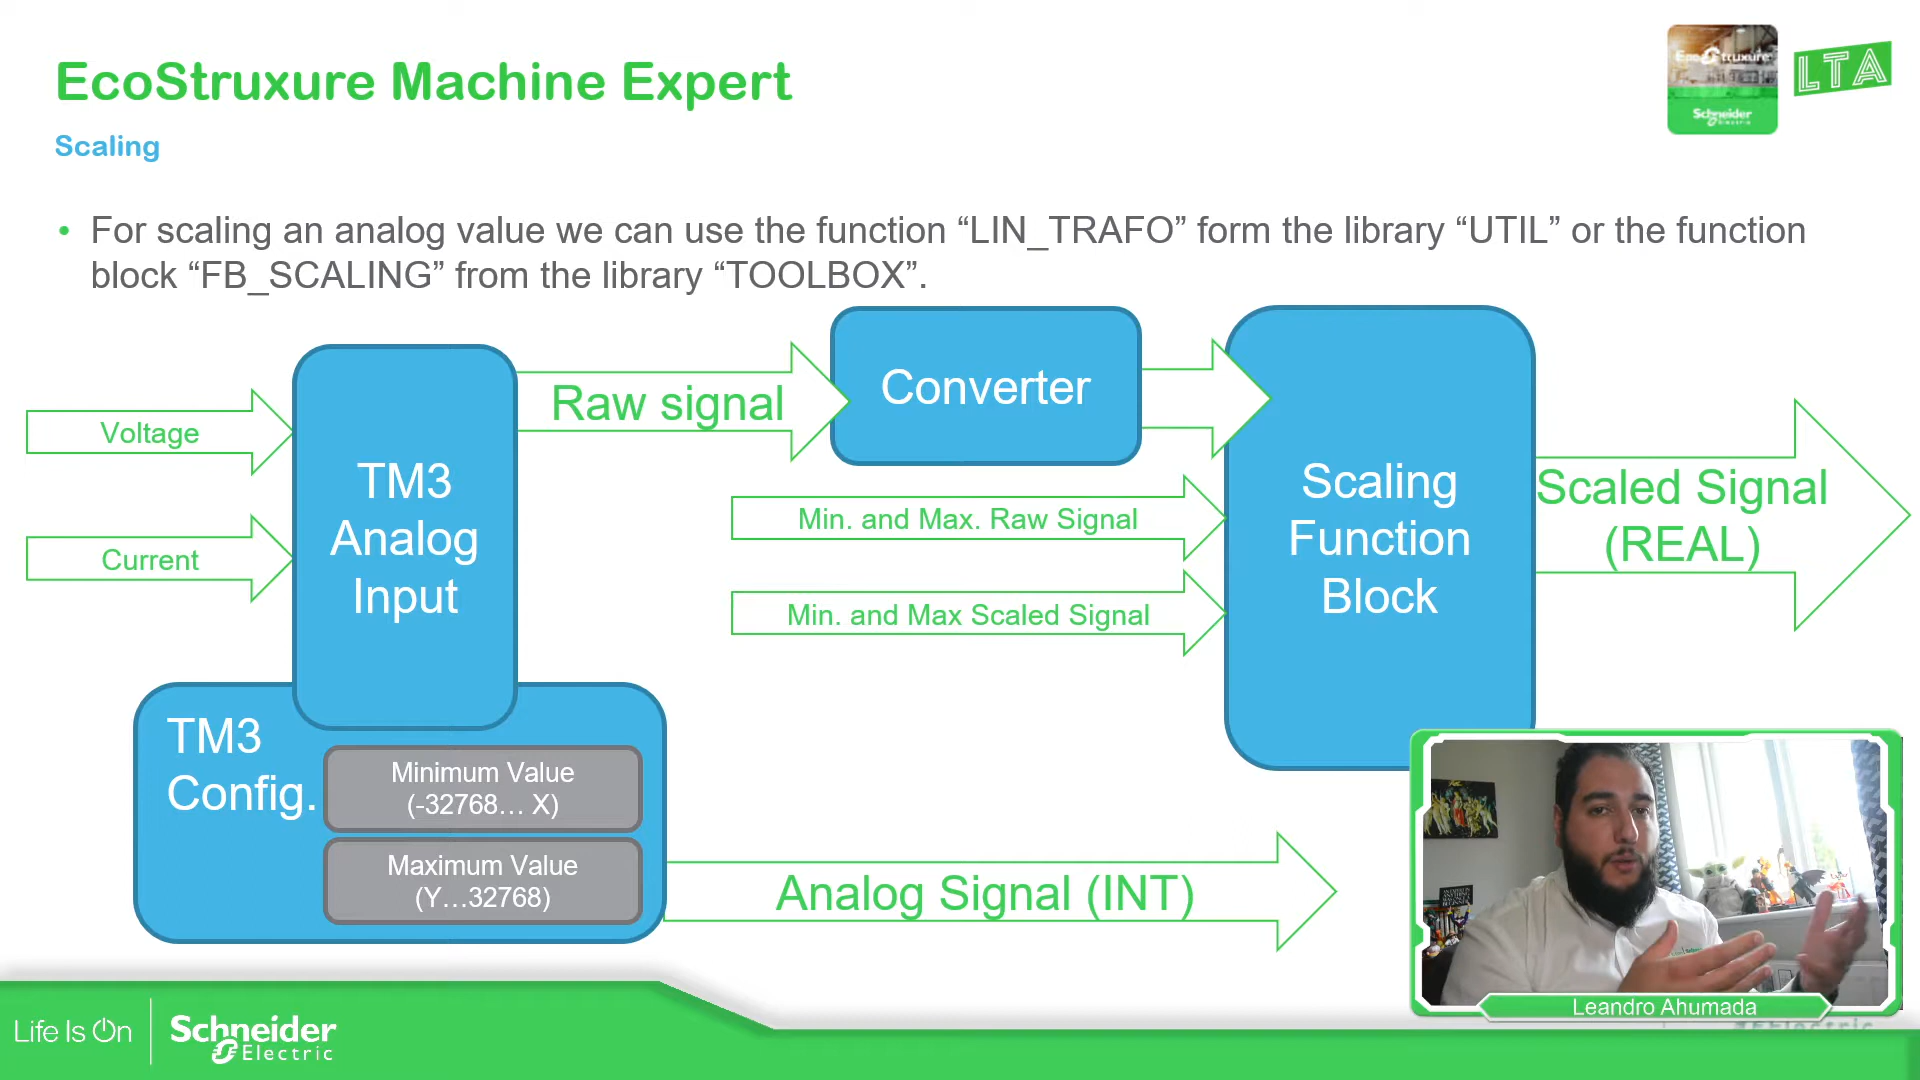 EcoStruxure Machine Expert
EcoStruxure
Schneider
Electric
LTA
Scaling
• For scaling an analog value we can use the function “LIN_TRAFO” form the library “UTIL” or the function
block “FB_SCALING” from the library “TOOLBOX”.
Voltage
Current
TM3
Analog
Input
Raw signal
Converter
Min. and Max. Raw Signal
Min. and Max Scaled Signal
Scaling
Function
Block
Scaled Signal
(REAL)
TM3
Config.
Minimum Value
(-32768… X)
Maximum Value
(Y…32768)
Analog Signal (INT)
Leandro Ahumada
Life Is On
Schneider
Electric